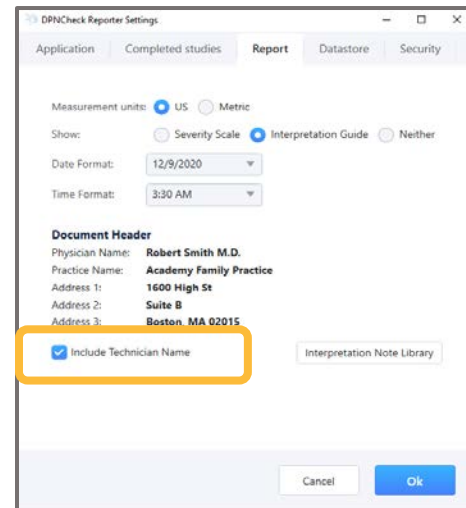 DPNCheck Reporter Settings
Application Completed studies Report Datastore Security
Measurement units: US Metric
Show: Severity Scale Interpretation Guide Neither
Date Format: 12/9/2020
Time Format: 3:30 AM
Document Header
Physician Name: Robert Smith M.D.
Practice Name: Academy Family Practice
Address 1: 1600 High St
Address 2: Suite B
Address 3: Boston, MA 02015
Include Technician Name Interpretation Note Library
Cancel Ok